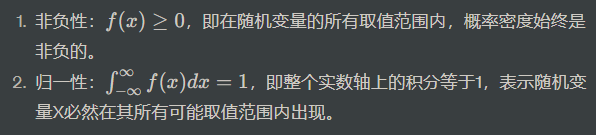 1. 非负性：f(x) ≥ 0，即在随机变量的所有取值范围内，概率密度始终是
非负的。
2. 归一性：∫_{-∞}^{∞} f(x)dx = 1，即整个实数轴上的积分等于1，表示随机变
量X必然在其所有可能取值范围内出现。